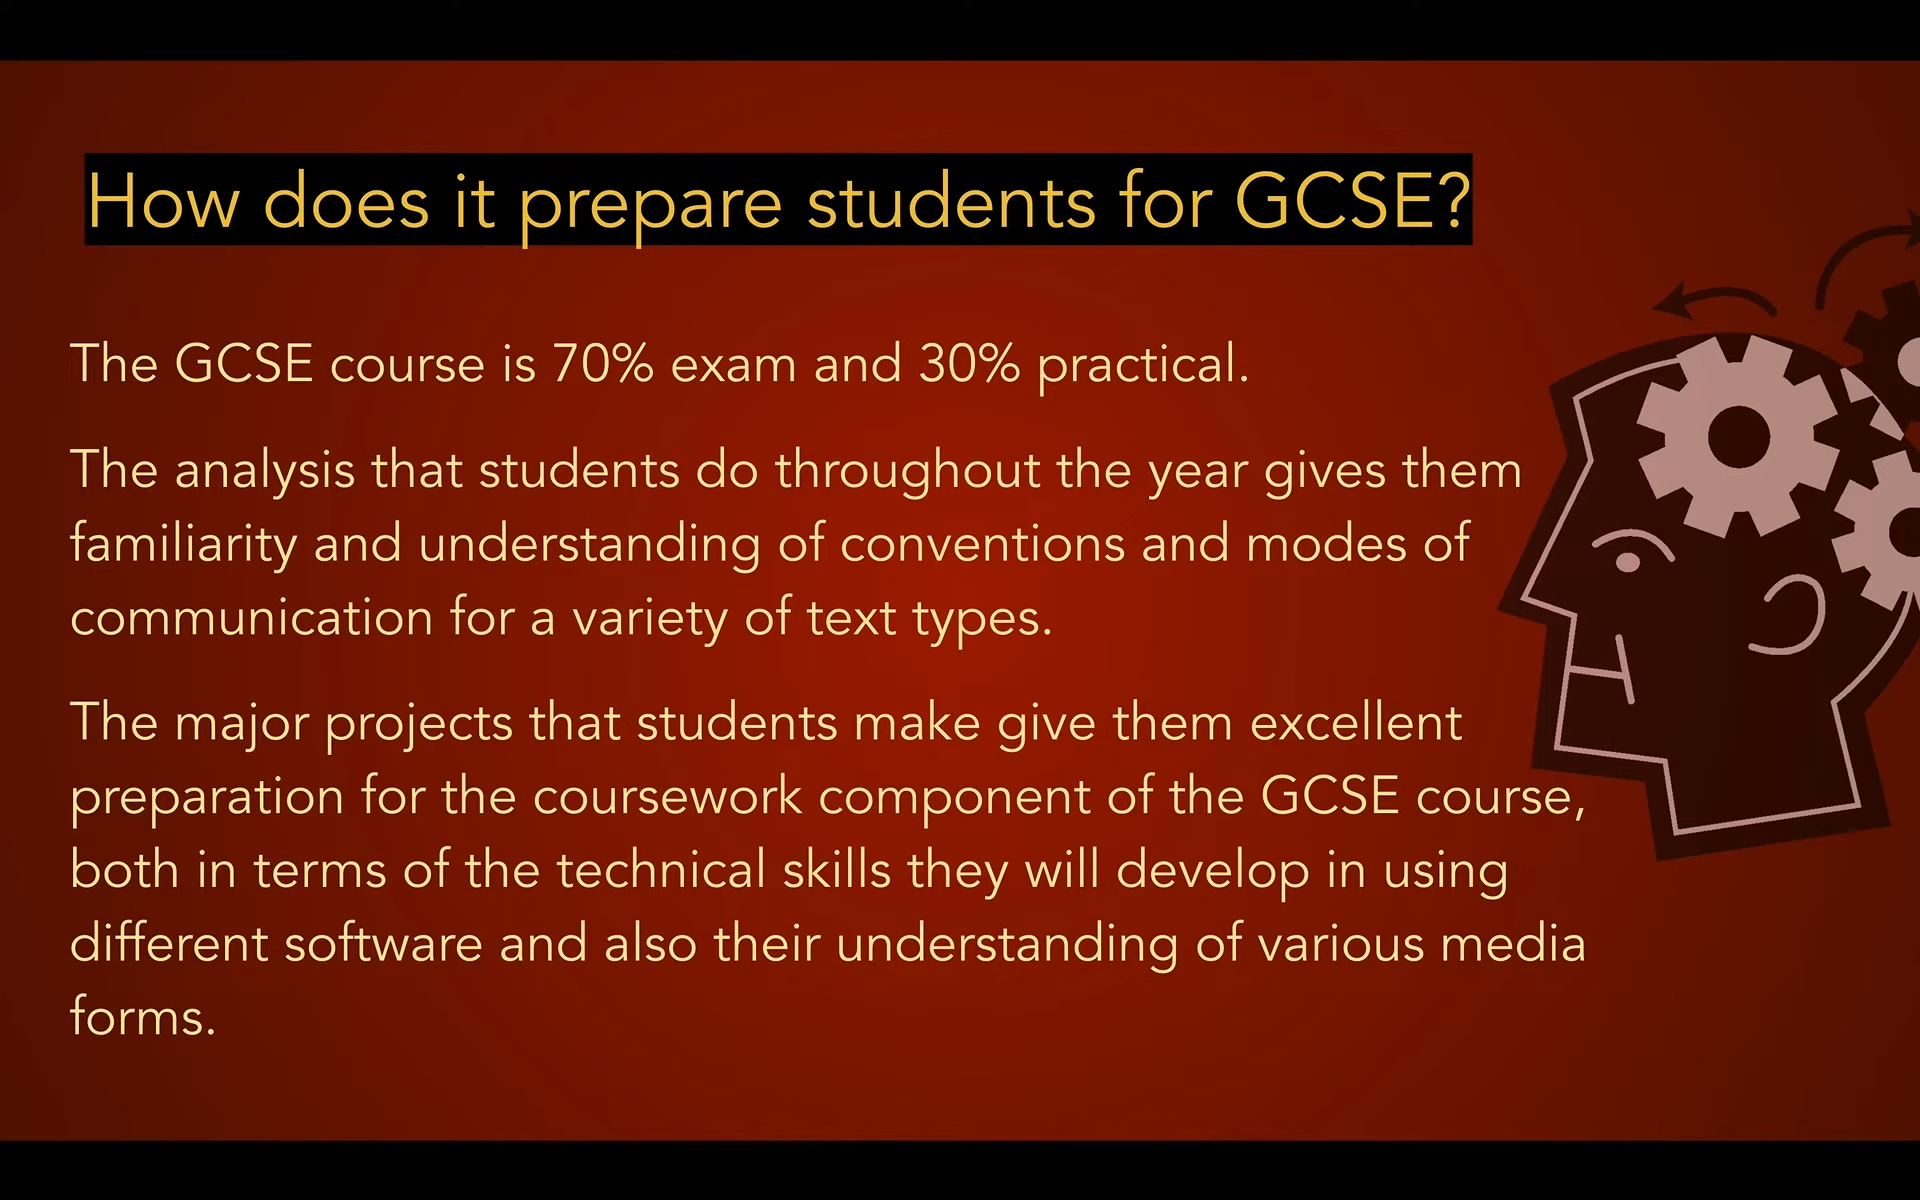 How does it prepare students for GCSE?
The GCSE course is 70% exam and 30% practical.
The analysis that students do throughout the year gives them
familiarity and understanding of conventions and modes of
communication for a variety of text types.
The major projects that students make give them excellent
preparation for the coursework component of the GCSE course,
both in terms of the technical skills they will develop in using
different software and also their understanding of various media
forms.